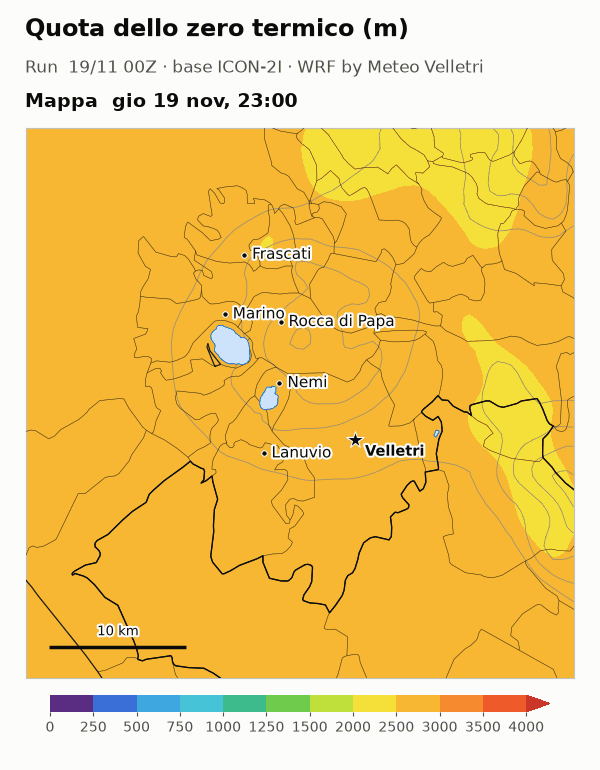 Quota dello zero termico (m)
Run  19/11 00Z · base ICON-2I · WRF by Meteo Velletri
Mappa  gio 19 nov, 23:00
Frascati
Marino
Rocca di Papa
Nemi
Velletri
Lanuvio
10 km
0 250 500 750 1000 1250 1500 2000 2500 3000 3500 4000